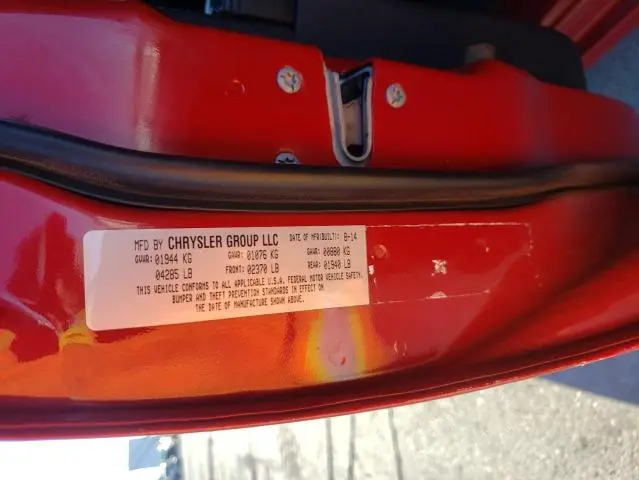 MFD BY CHRYSLER GROUP LLC DATE OF MFR(BUILT): 8-14
GVWR: 01944 KG GAWR: 01076 KG GAWR: 00880 KG
04285 LB FRONT: 02370 LB REAR: 01940 LB
THIS VEHICLE CONFORMS TO ALL APPLICABLE U.S.A. FEDERAL MOTOR VEHICLE SAFETY,
BUMPER AND THEFT PREVENTION STANDARDS IN EFFECT ON
THE DATE OF MANUFACTURE SHOWN ABOVE.